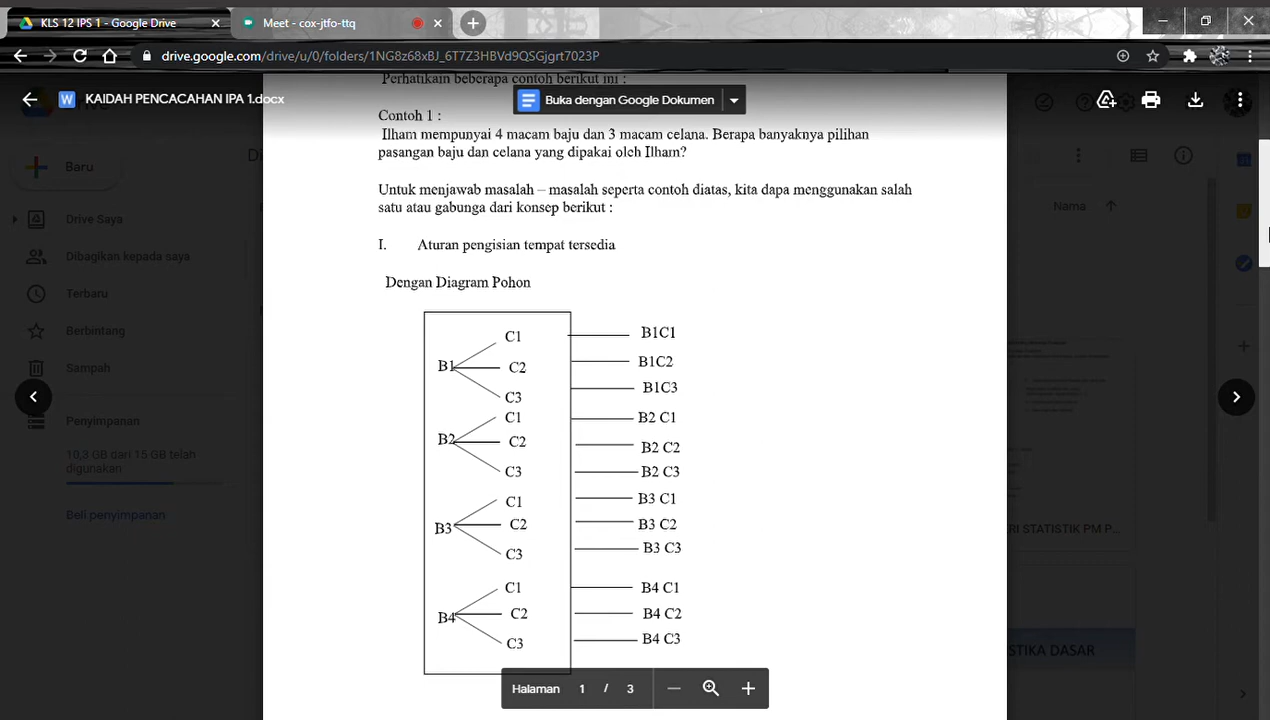 KLS 12 IPS 1 - Google Drive
Meet - cox-jtfo-ttq
drive.google.com/drive/u/0/folders/1NG8z68xBJ_6T7Z3HBVd9QSGjgrt7023P
Perhatikain beberapa contoh berikut ini :
KAIDAH PENCACAHAN IPA 1.docx
Buka dengan Google Dokumen
Contoh 1 :
Ilham mempunyai 4 macam baju dan 3 macam celana. Berapa banyaknya pilihan
pasangan baju dan celana yang dipakai oleh Ilham?
Untuk menjawab masalah – masalah seperti contoh diatas, kita dapa menggunakan salah
satu atau gabunga dari konsep berikut :
I. Aturan pengisian tempat tersedia
Dengan Diagram Pohon
B1
C1
C2
C3
B1C1
B1C2
B1C3
B2
C1
C2
C3
B2 C1
B2 C2
B2 C3
B3
C1
C2
C3
B3 C1
B3 C2
B3 C3
B4
C1
C2
C3
B4 C1
B4 C2
B4 C3
Halaman 1 / 3
Baru
Drive Saya
Dibagikan kepada saya
Terbaru
Berbintang
Sampah
Penyimpanan
10,3 GB dari 15 GB telah
digunakan
Beli penyimpanan
Nama
RI STATISTIK PM P...
STIKA DASAR